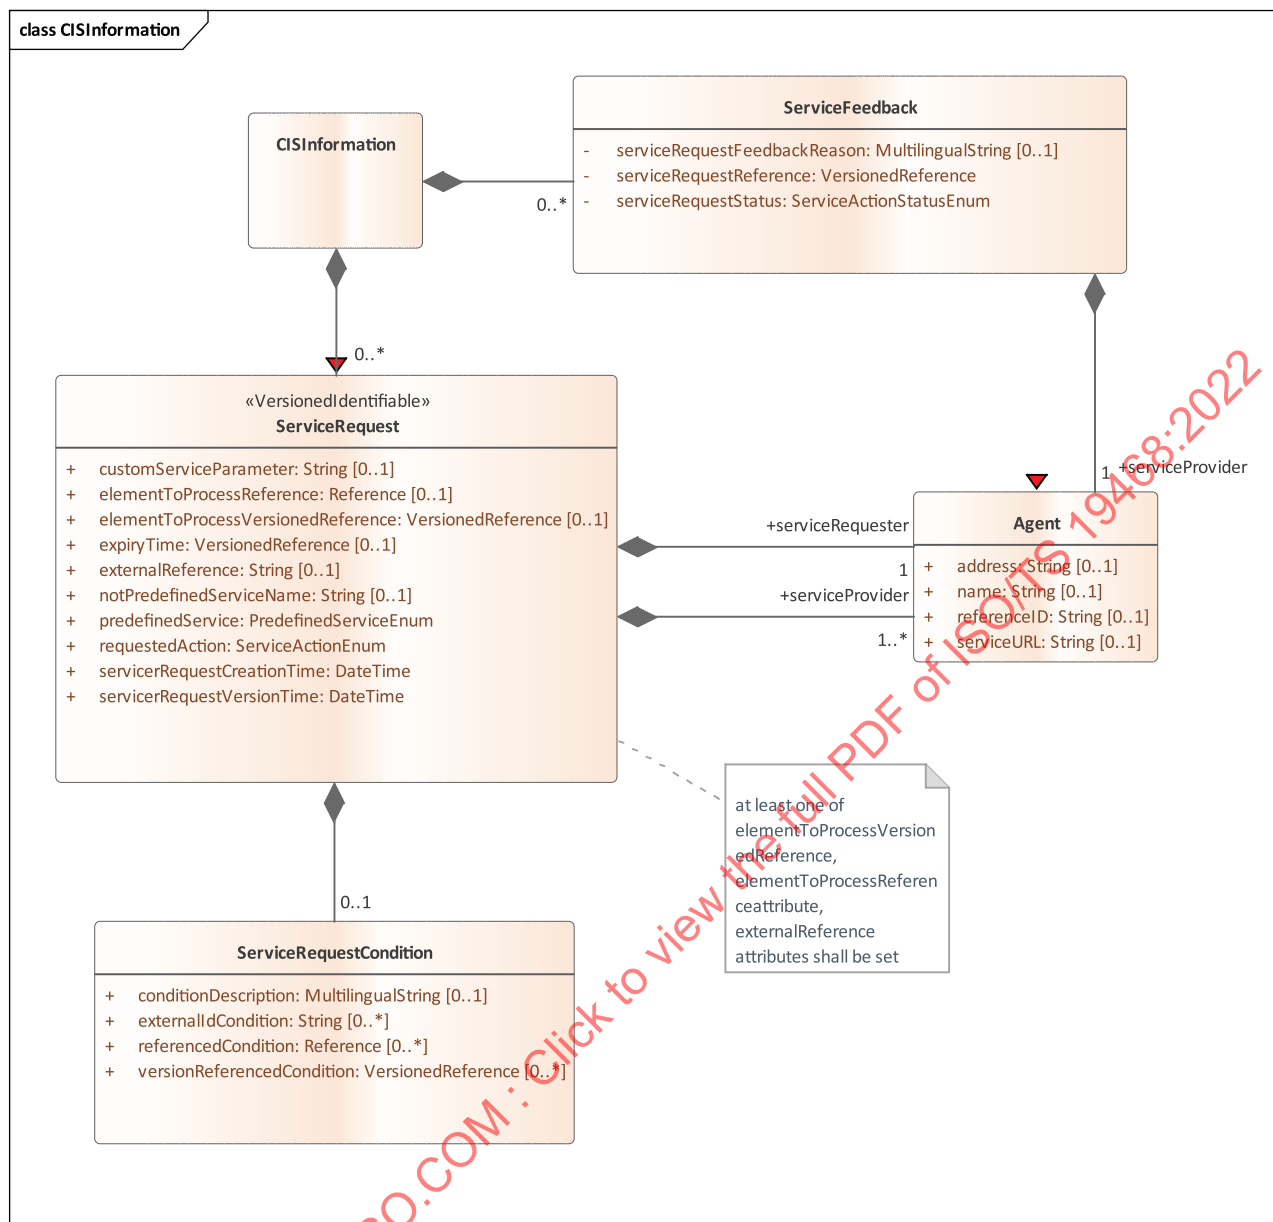 class CISInformation
CISInformation
ServiceFeedback
- serviceRequestFeedbackReason: MultilingualString [0..1]
- serviceRequestReference: VersionedReference
- serviceRequestStatus: ServiceActionStatusEnum
0..*
0..*
«VersionedIdentifiable»
ServiceRequest
+ customServiceParameter: String [0..1]
+ elementToProcessReference: Reference [0..1]
+ elementToProcessVersionedReference: VersionedReference [0..1]
+ expiryTime: VersionedReference [0..1]
+ externalReference: String [0..1]
+ notPredefinedServiceName: String [0..1]
+ predefinedService: PredefinedServiceEnum
+ requestedAction: ServiceActionEnum
+ servicerRequestCreationTime: DateTime
+ servicerRequestVersionTime: DateTime
1 +serviceProvider
+serviceRequester
1
+serviceProvider
1..*
Agent
+ address: String [0..1]
+ name: String [0..1]
+ referenceID: String [0..1]
+ serviceURL: String [0..1]
at least one of
elementToProcessVersion
edReference,
elementToProcessReferen
ceattribute,
externalReference
attributes shall be set
0..1
ServiceRequestCondition
+ conditionDescription: MultilingualString [0..1]
+ externalIdCondition: String [0..*]
+ referencedCondition: Reference [0..*]
+ versionReferencedCondition: VersionedReference [0..*]
SO.COM : Click to view the full PDF of ISO/TS 19468:2022